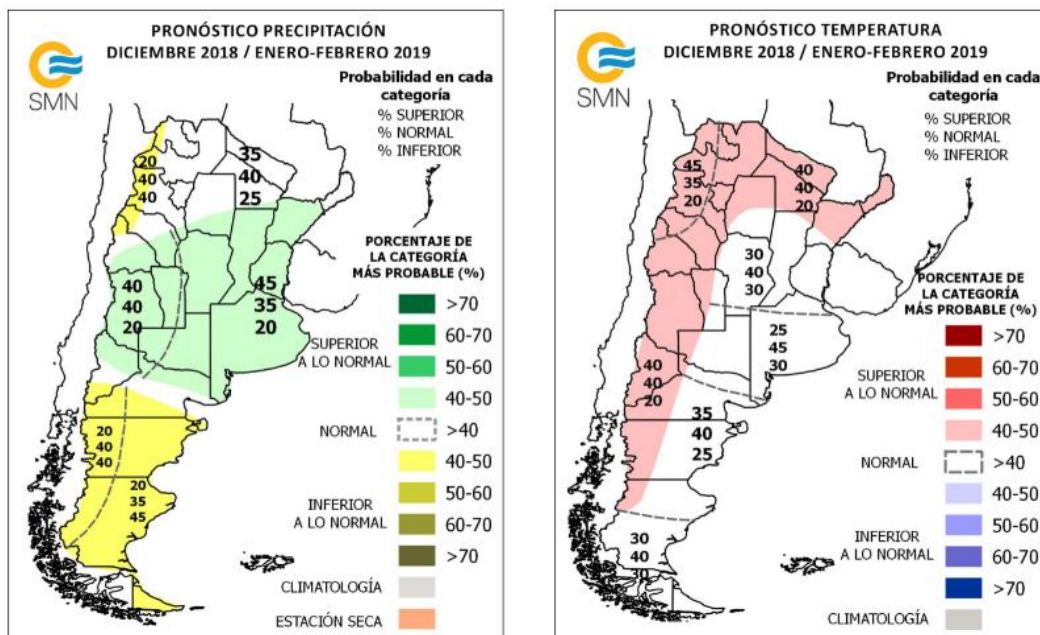 PRONÓSTICO PRECIPITACIÓN
DICIEMBRE 2018 / ENERO-FEBRERO 2019
SMN
Probabilidad en cada
categoría
% SUPERIOR
% NORMAL
% INFERIOR
20
40
40
35
40
25
40
40
20
45
35
20
20
40
40
20
35
45
PORCENTAJE DE
LA CATEGORÍA
MÁS PROBABLE (%)
SUPERIOR
A LO NORMAL
>70
60-70
50-60
40-50
NORMAL
>40
INFERIOR
A LO NORMAL
40-50
50-60
60-70
>70
CLIMATOLOGÍA
ESTACIÓN SECA
PRONÓSTICO TEMPERATURA
DICIEMBRE 2018 / ENERO-FEBRERO 2019
SMN
Probabilidad en cada
categoría
% SUPERIOR
% NORMAL
% INFERIOR
45
35
20
40
40
20
30
40
30
25
45
30
40
40
20
35
40
25
30
40
30
PORCENTAJE DE
LA CATEGORÍA
MÁS PROBABLE (%)
SUPERIOR
A LO NORMAL
>70
60-70
50-60
40-50
NORMAL
>40
INFERIOR
A LO NORMAL
40-50
50-60
60-70
>70
CLIMATOLOGÍA